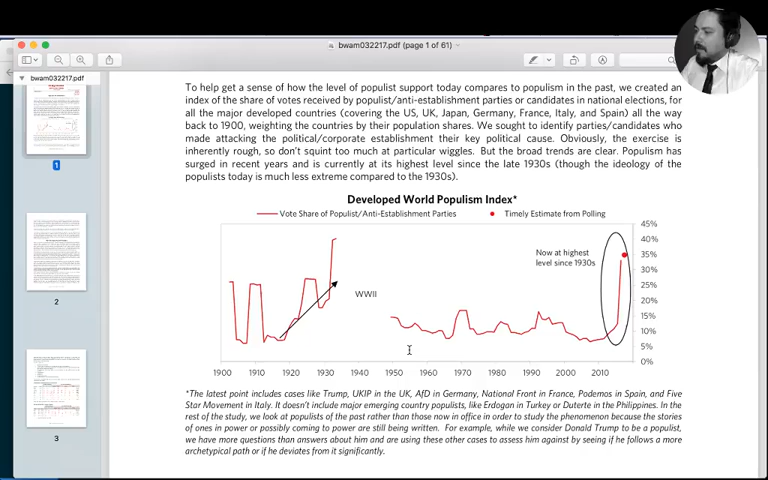 bwam032217.pdf (page 1 of 61)
bwam032217.pdf
1
2
3
To help get a sense of how the level of populist support today compares to populism in the past, we created an
index of the share of votes received by populist/anti-establishment parties or candidates in national elections, for
all the major developed countries (covering the US, UK, Japan, Germany, France, Italy, and Spain) all the way
back to 1900, weighting the countries by their population shares. We sought to identify parties/candidates who
made attacking the political/corporate establishment their key political cause. Obviously, the exercise is
inherently rough, so don't squint too much at particular wiggles. But the broad trends are clear. Populism has
surged in recent years and is currently at its highest level since the late 1930s (though the ideology of the
populists today is much less extreme compared to the 1930s).
Developed World Populism Index*
Vote Share of Populist/Anti-Establishment Parties
Timely Estimate from Polling
Now at highest
level since 1930s
WWII
45%
40%
35%
30%
25%
20%
15%
10%
5%
0%
1900 1910 1920 1930 1940 1950 1960 1970 1980 1990 2000 2010
*The latest point includes cases like Trump, UKIP in the UK, AfD in Germany, National Front in France, Podemos in Spain, and Five
Star Movement in Italy. It doesn't include major emerging country populists, like Erdogan in Turkey or Duterte in the Philippines. In the
rest of the study, we look at populists of the past rather than those now in office in order to study the phenomenon because the stories
of ones in power or possibly coming to power are still being written. For example, while we consider Donald Trump to be a populist,
we have more questions than answers about him and are using these other cases to assess him against by seeing if he follows a more
archetypal path or if he deviates from it significantly.